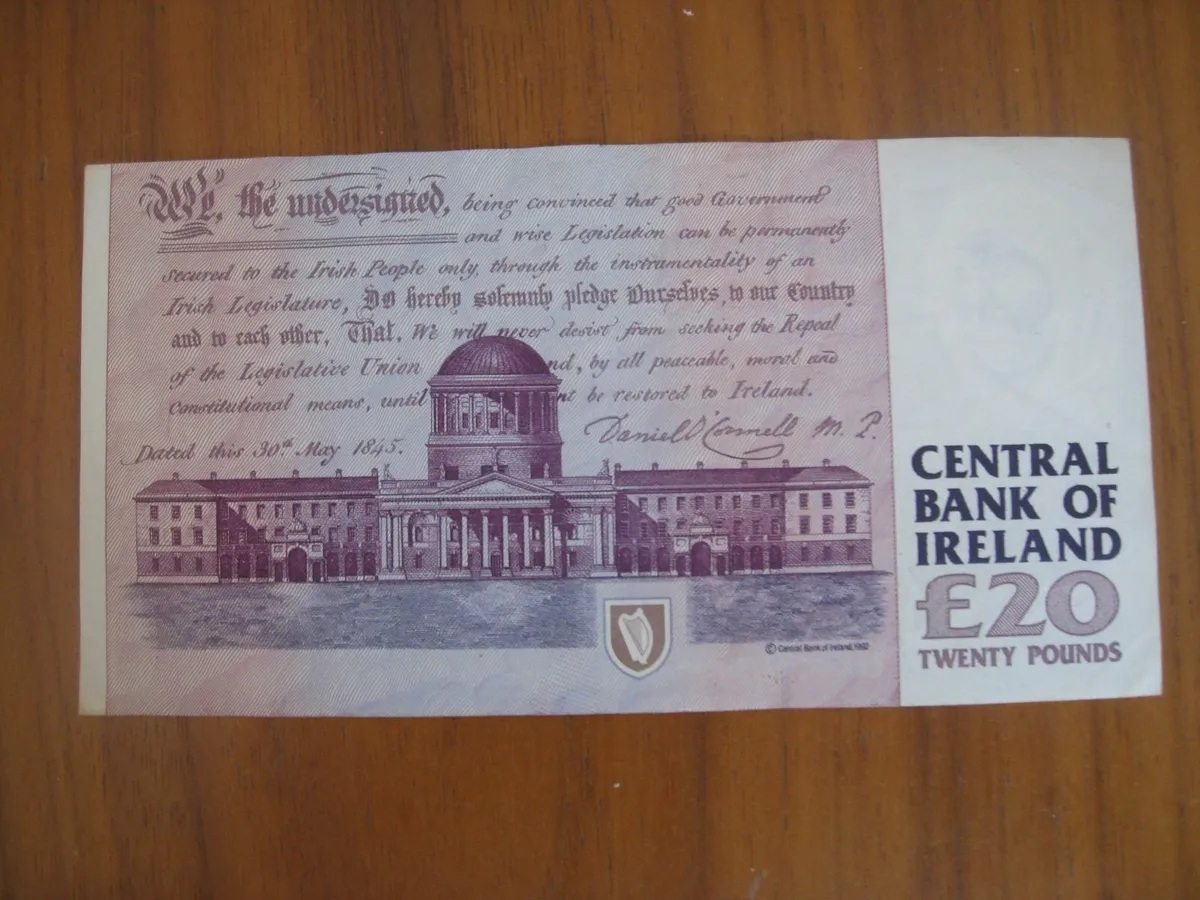 We, the undersigned, being convinced that good Government
and wise Legislation can be permanently
secured to the Irish People only, through the instrumentality of an
Irish Legislature, DO hereby solemnly pledge Ourselves, to our Country
and to each other, That, We will never desist from seeking the Repeal
of the Legislative Union nd, by all peaceable, moral and
Constitutional means, until nt be restored to Ireland.
Dated this 30th May 1845.
Daniel O'Connell M.P.
© Central Bank of Ireland, 1992
CENTRAL
BANK OF
IRELAND
£20
TWENTY POUNDS